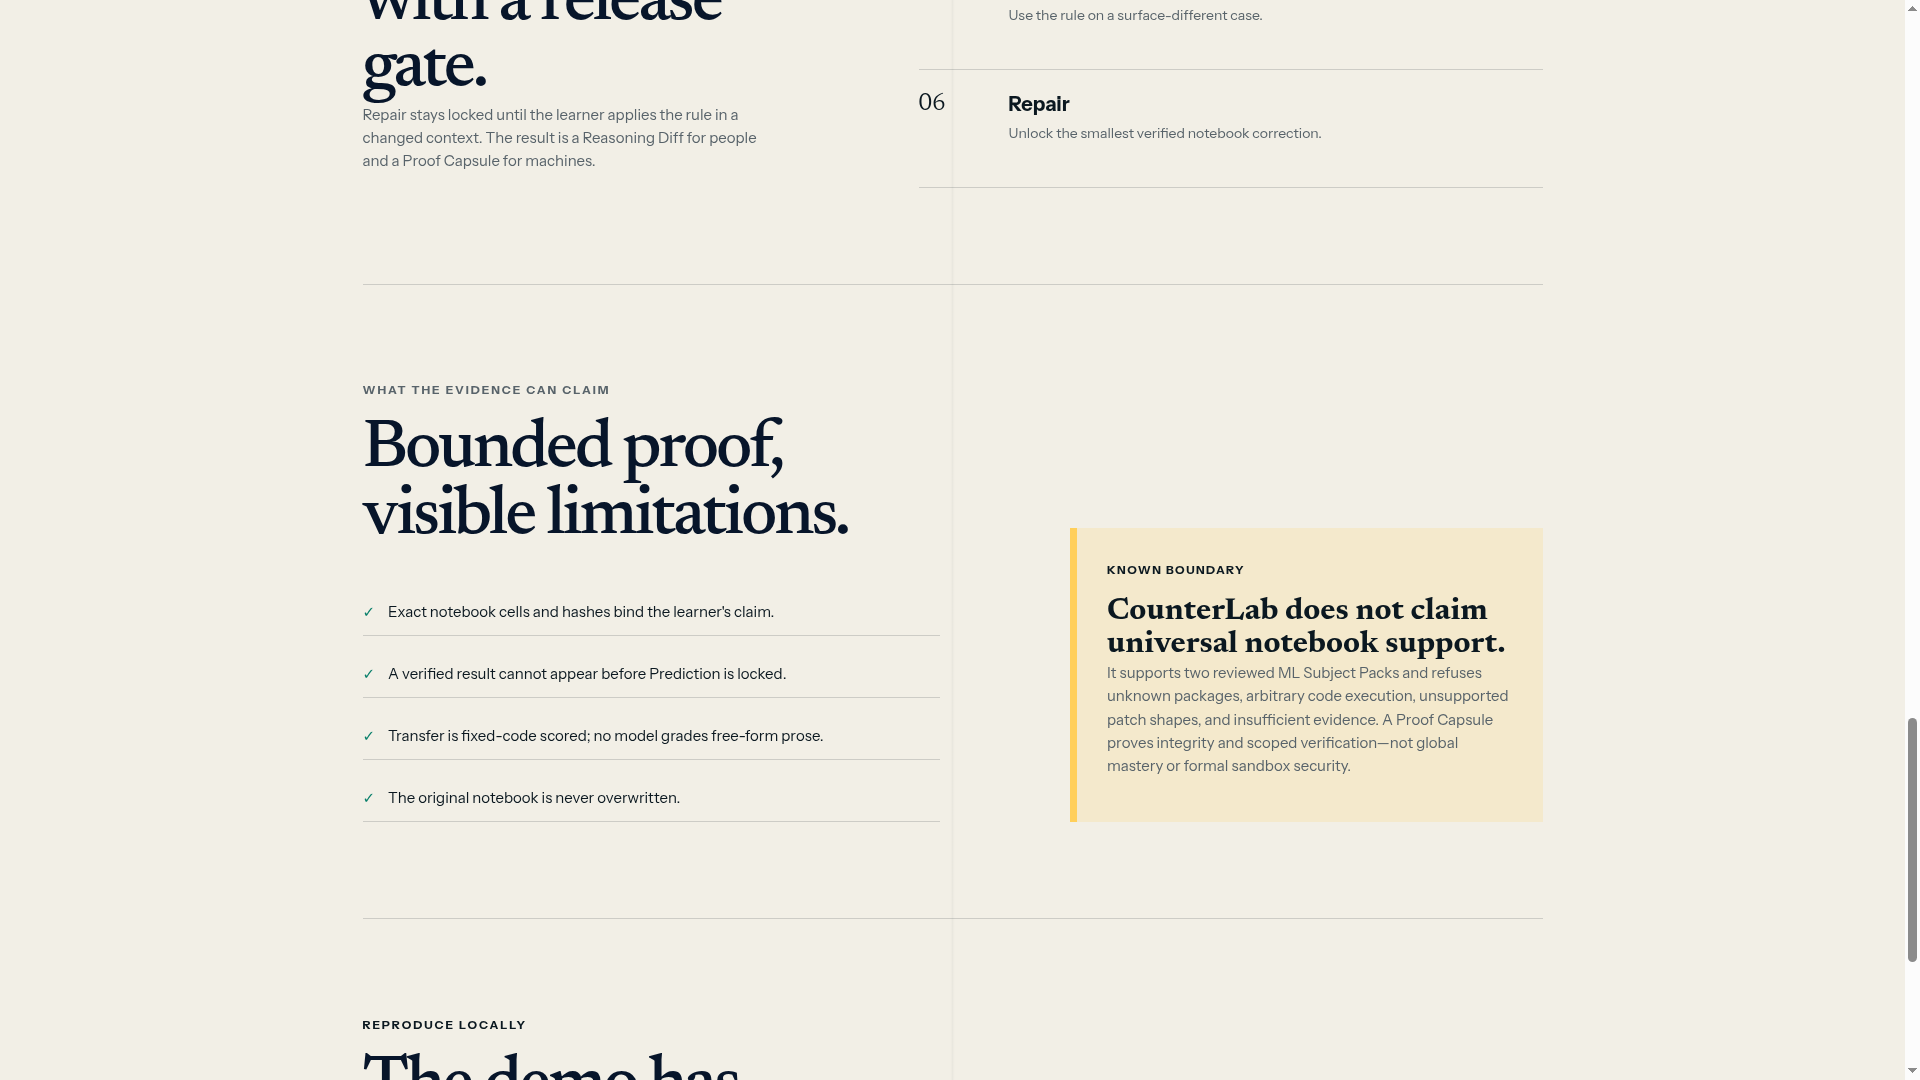 with a release
gate.
Repair stays locked until the learner applies the rule in a
changed context. The result is a Reasoning Diff for people
and a Proof Capsule for machines.
Use the rule on a surface-different case.
06
Repair
Unlock the smallest verified notebook correction.
WHAT THE EVIDENCE CAN CLAIM
Bounded proof,
visible limitations.
✓ Exact notebook cells and hashes bind the learner's claim.
✓ A verified result cannot appear before Prediction is locked.
✓ Transfer is fixed-code scored; no model grades free-form prose.
✓ The original notebook is never overwritten.
KNOWN BOUNDARY
CounterLab does not claim
universal notebook support.
It supports two reviewed ML Subject Packs and refuses
unknown packages, arbitrary code execution, unsupported
patch shapes, and insufficient evidence. A Proof Capsule
proves integrity and scoped verification—not global
mastery or formal sandbox security.
REPRODUCE LOCALLY
The demo has